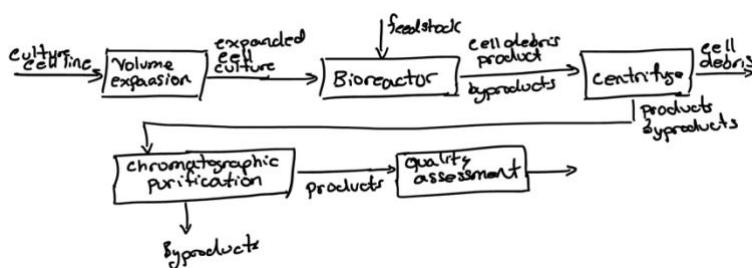 culture
cell line
volume
expansion
expanded
cell
culture
feedstock
Bioreactor
cell debris
product
byproducts
centrifuge
cell
debris
products
Byproducts
chromatographic
purification
products
quality
assessment
Byproducts